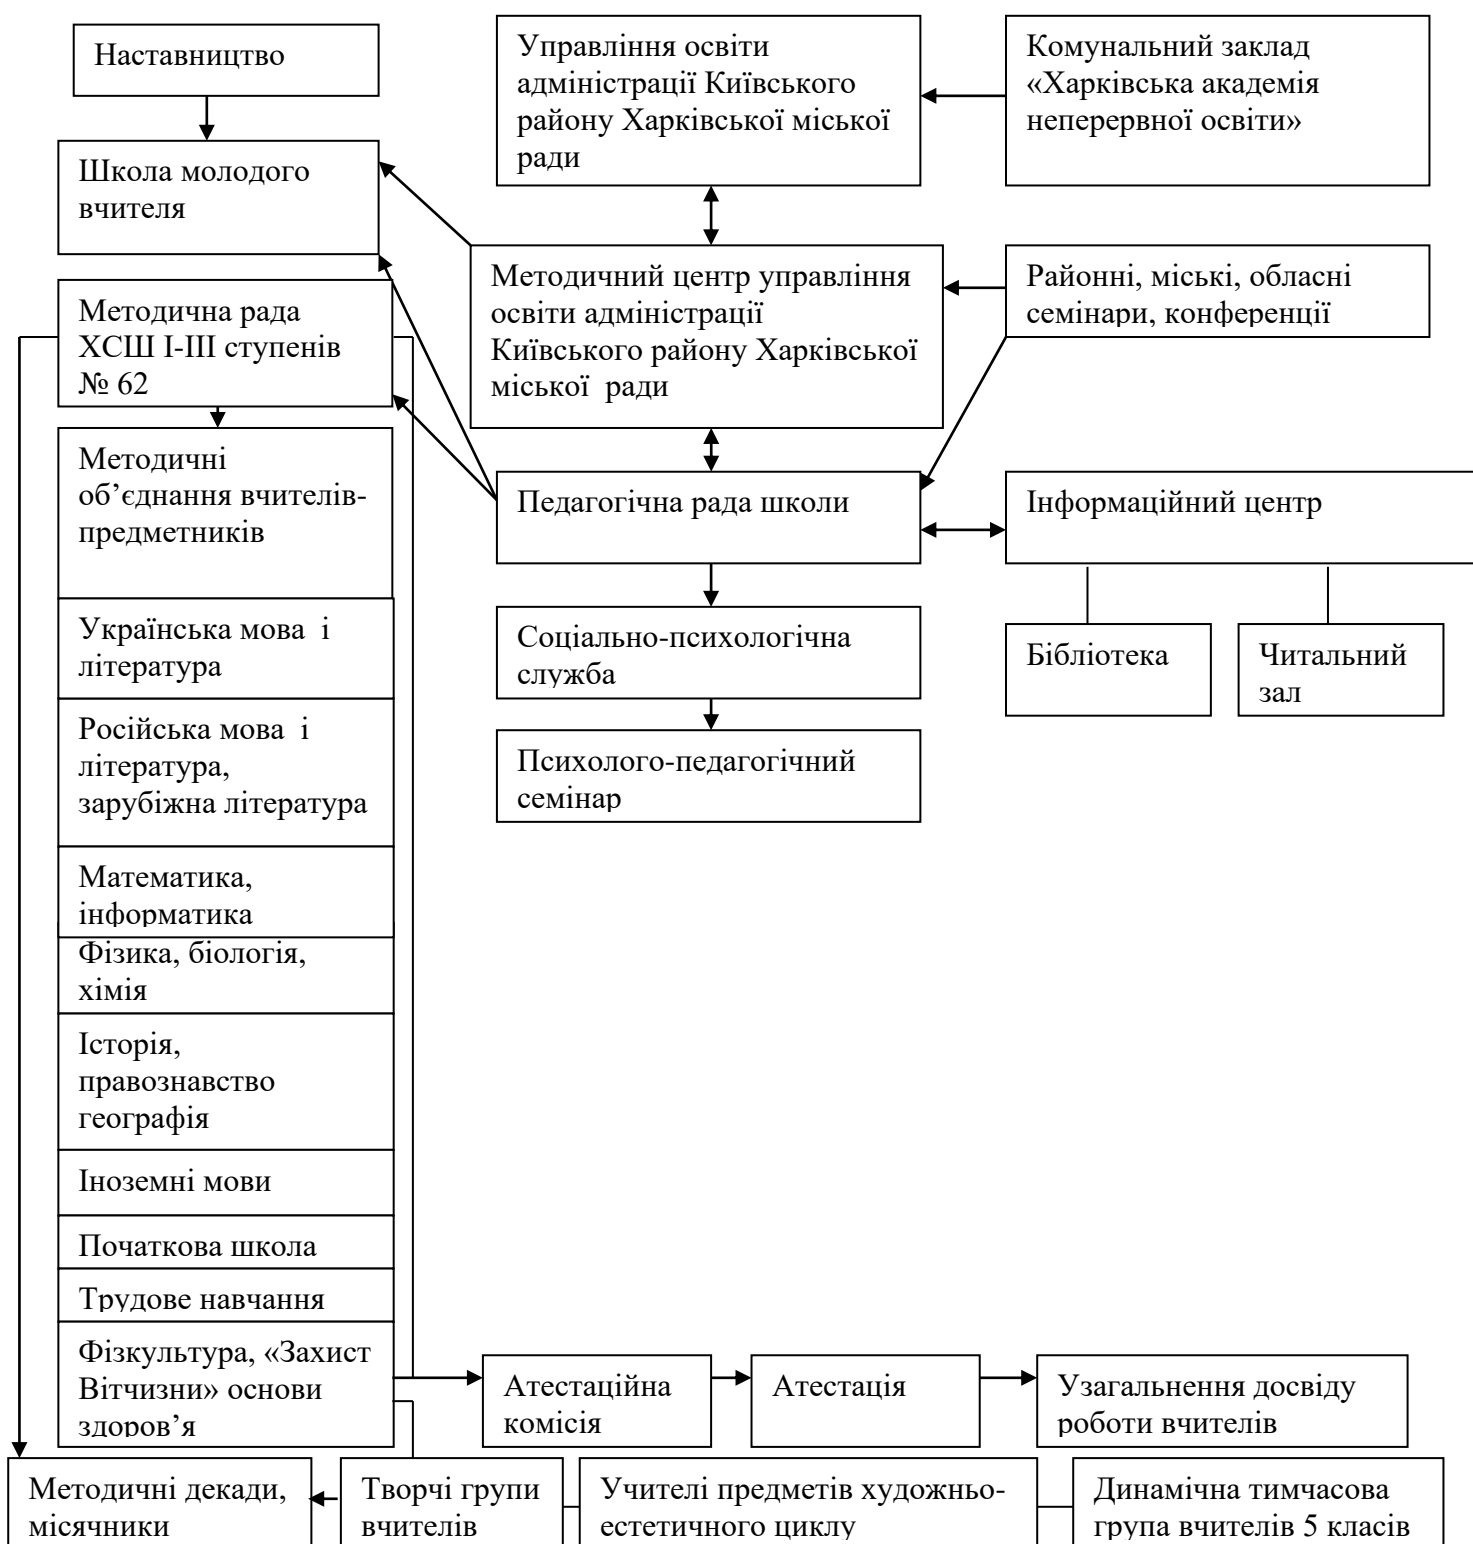 Наставництво
Управління освіти
адміністрації Київського
району Харківської міської
ради
Комунальний заклад
«Харківська академія
неперервної освіти»
Школа молодого
вчителя
Методичний центр управління
освіти адміністрації
Київського району Харківської
міської ради
Районні, міські, обласні
семінари, конференції
Методична рада
ХСШ І-ІІІ ступенів
№ 62
Методичні
об’єднання вчителів-
предметників
Педагогічна рада школи
Інформаційний центр
Українська мова і
література
Соціально-психологічна
служба
Бібліотека
Читальний
зал
Російська мова і
література,
зарубіжна література
Психолого-педагогічний
семінар
Математика,
інформатика
Фізика, біологія,
хімія
Історія,
правознавство
географія
Іноземні мови
Початкова школа
Трудове навчання
Фізкультура, «Захист
Вітчизни» основи
здоров’я
Атестаційна
комісія
Атестація
Узагальнення досвіду
роботи вчителів
Методичні декади,
місячники
Творчі групи
вчителів
Учителі предметів художньо-
естетичного циклу
Динамічна тимчасова
група вчителів 5 класів